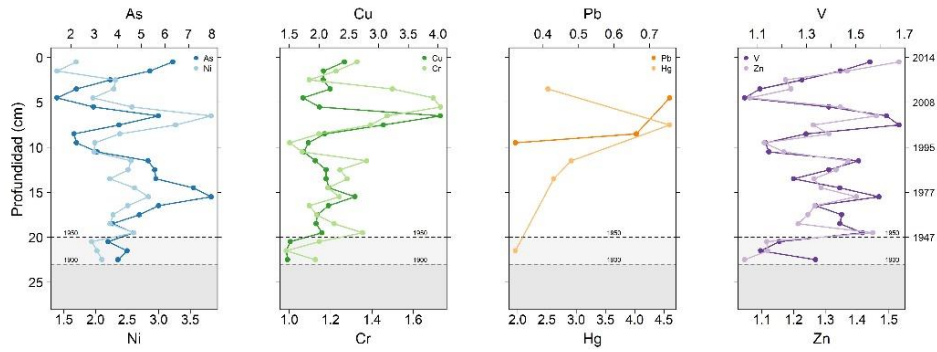 As Cu Pb V
2 3 4 5 6 7 8 1.5 2.0 2.5 3.0 3.5 4.0 0.4 0.5 0.6 0.7 1.3 1.4 1.6 1.7
0 As Ni Cu Cr Pb Hg V Zn 2014
5 2008
10 1995
15 1977
20 1950 1950 1950 1950 1947
1900 1900 1900 1900
25
Profundidad (cm)
1.5 2.0 2.5 3.0 3.5 1.0 1.2 1.4 1.6 2.0 2.5 3.0 3.5 4.0 4.5 1.1 1.2 1.3 1.4 1.5
Ni Cr Hg Zn